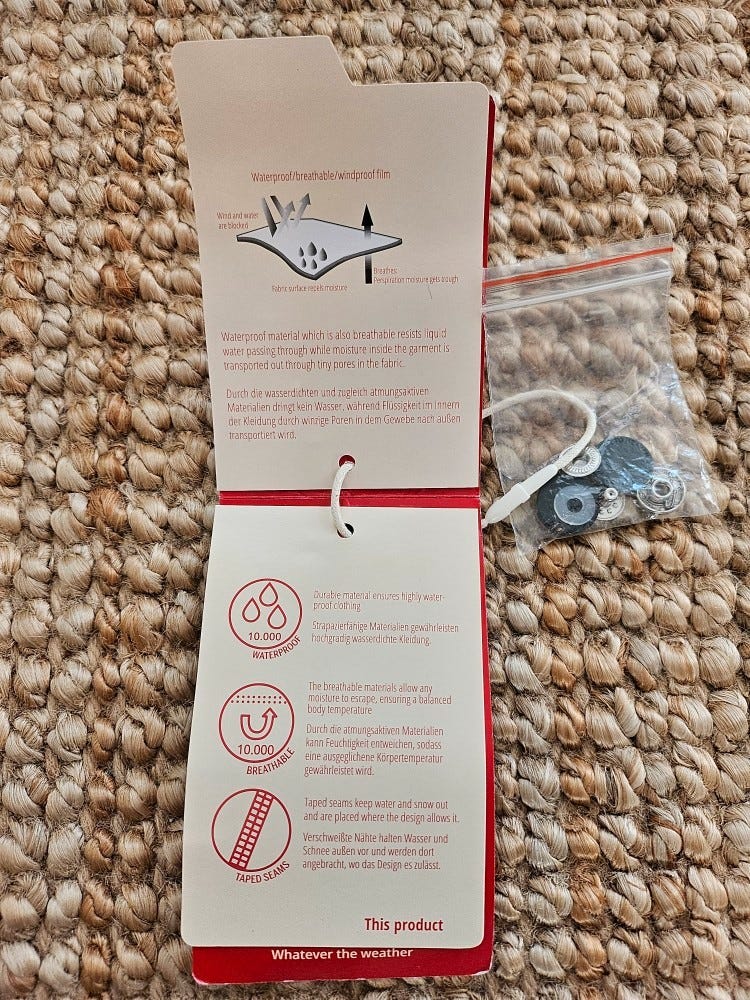 Waterproof/breathable/windproof film
Wind and water
are blocked
Breathes:
Perspiration moisture gets trough
Fabric surface repels moisture
Waterproof material which is also breathable resists liquid
water passing through while moisture inside the garment is
transported out through tiny pores in the fabric.
Durch die wasserdichten und zugleich atmungsaktiven
Materialien dringt kein Wasser, während Flüssigkeit im Innern
der Kleidung durch winzige Poren in dem Gewebe nach außen
transportiert wird.
10.000
WATERPROOF
Durable material ensures highly water-
proof clothing
Strapazierfähige Materialien gewährleisten
hochgradig wasserdichte Kleidung.
10.000
BREATHABLE
The breathable materials allow any
moisture to escape, ensuring a balanced
body temperature
Durch die atmungsaktiven Materialien
kann Feuchtigkeit entweichen, sodass
eine ausgeglichene Körpertemperatur
gewährleistet wird.
TAPED SEAMS
Taped seams keep water and snow out
and are placed where the design allows it.
Verschweißte Nähte halten Wasser und
Schnee außen vor und werden dort
angebracht, wo das Design es zulässt.
This product
Whatever the weather